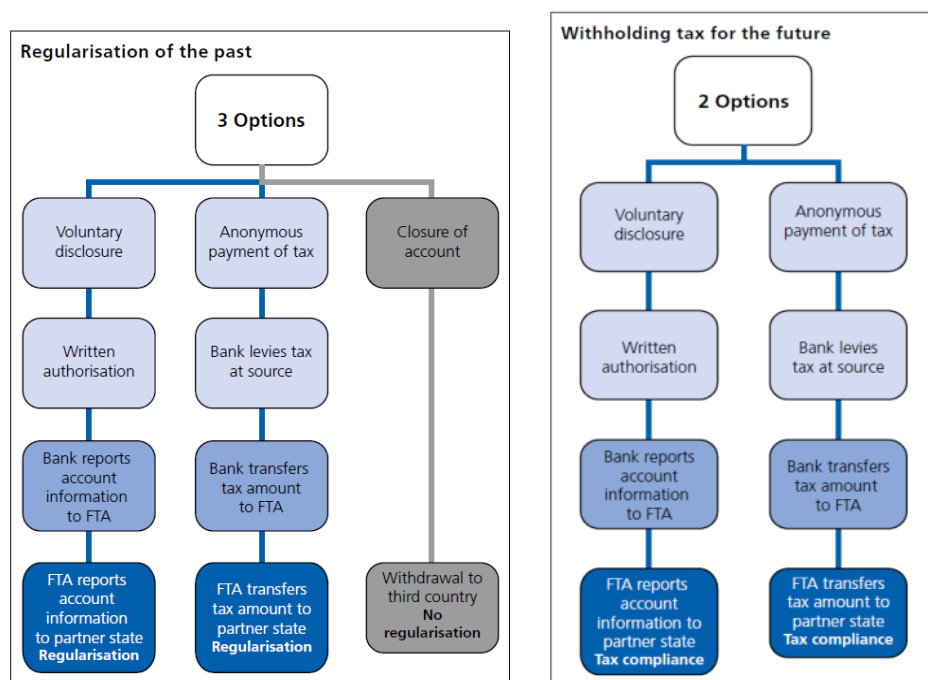 Regularisation of the past
3 Options
Voluntary
disclosure
Written
authorisation
Bank reports
account
information
to FTA
FTA reports
account
information
to partner state
Regularisation
Anonymous
payment of tax
Bank levies tax
at source
Bank transfers
tax amount
to FTA
FTA transfers
tax amount to
partner state
Regularisation
Closure of
account
Withdrawal to
third country
No
regularisation
Withholding tax for the future
2 Options
Voluntary
disclosure
Written
authorisation
Bank reports
account
information
to FTA
FTA reports
account
information to
partner state
Tax compliance
Anonymous
payment of tax
Bank levies
tax at source
Bank transfers
tax amount
to FTA
FTA transfers
tax amount to
partner state
Tax compliance